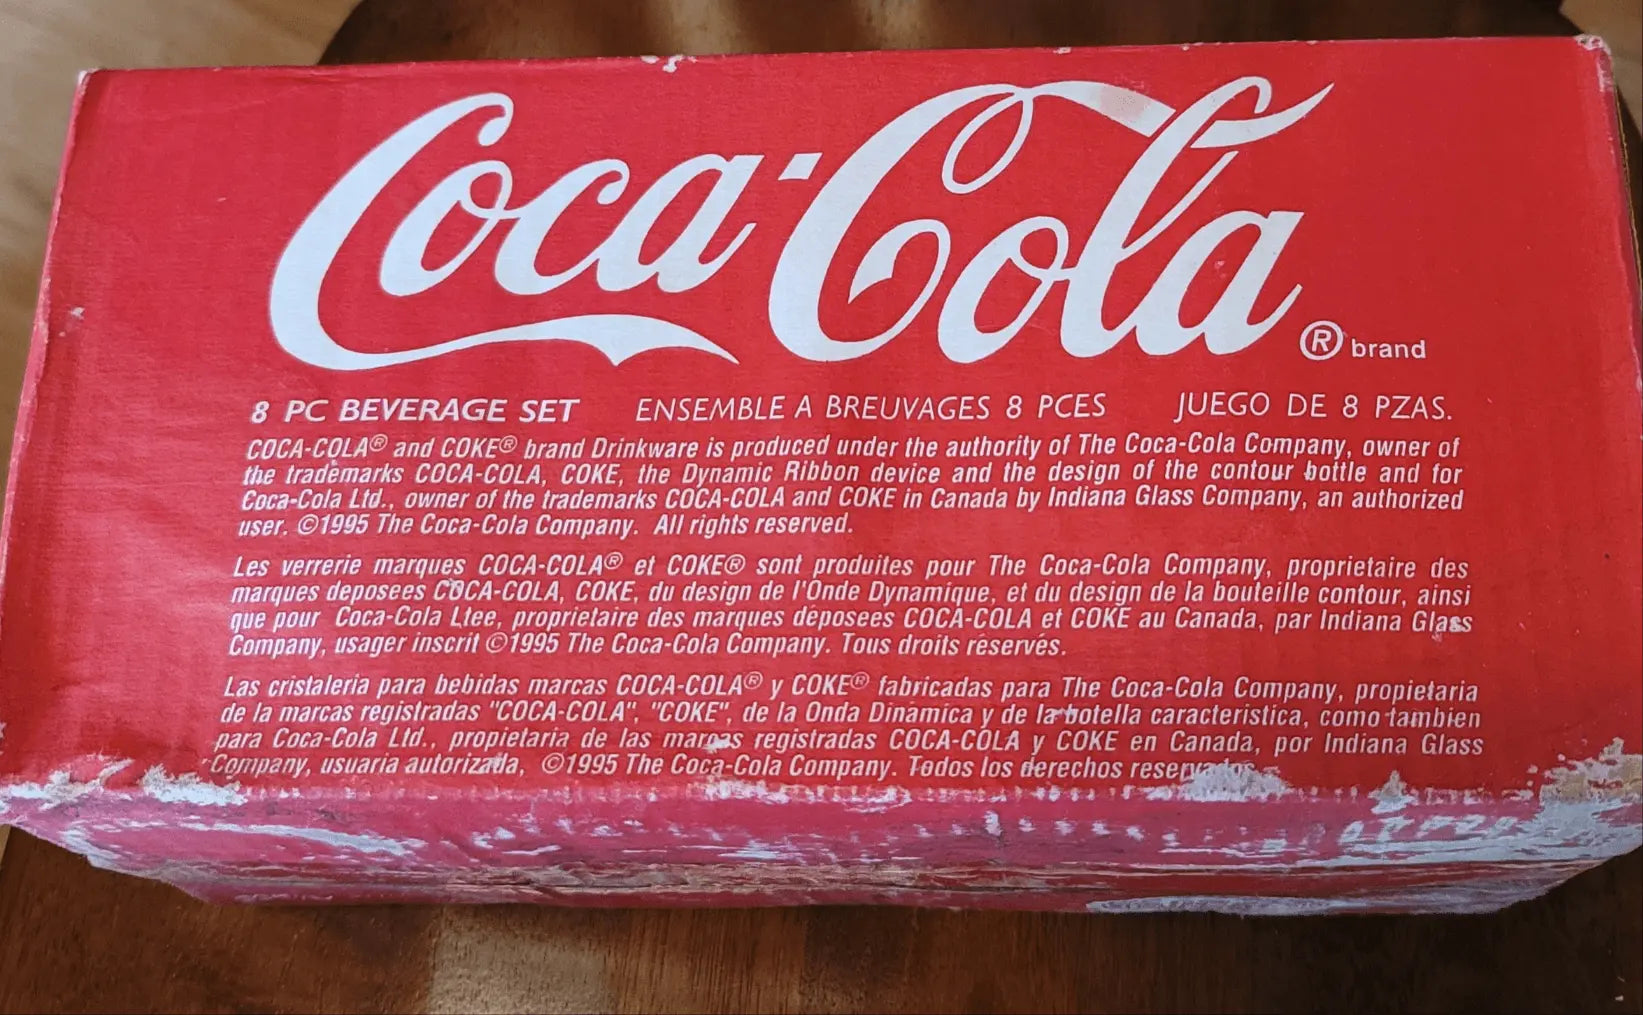 Coca-Cola ® brand
8 PC BEVERAGE SET ENSEMBLE A BREUVAGES 8 PCES JUEGO DE 8 PZAS.
COCA-COLA® and COKE® brand Drinkware is produced under the authority of The Coca-Cola Company, owner of
the trademarks COCA-COLA, COKE, the Dynamic Ribbon device and the design of the contour bottle and for
Coca-Cola Ltd., owner of the trademarks COCA-COLA and COKE in Canada by Indiana Glass Company, an authorized
user. ©1995 The Coca-Cola Company. All rights reserved.
Les verrerie marques COCA-COLA® et COKE® sont produites pour The Coca-Cola Company, proprietaire des
marques deposees COCA-COLA, COKE, du design de l'Onde Dynamique, et du design de la bouteille contour, ainsi
que pour Coca-Cola Ltee, proprietaire des marques déposees COCA-COLA et COKE au Canada, par Indiana Glass
Company, usager inscrit ©1995 The Coca-Cola Company. Tous droits réservés.
Las cristaleria para bebidas marcas COCA-COLA® y COKE® fabricadas para The Coca-Cola Company, propietaria
de la marcas registradas "COCA-COLA", "COKE", de la Onda Dinámica y de la botella caracteristica, como tambien
para Coca-Cola Ltd., propietaria de las marcas registradas COCA-COLA y COKE en Canada, por Indiana Glass
Company, usuaria autorizada, ©1995 The Coca-Cola Company. Todos los derechos reservados.